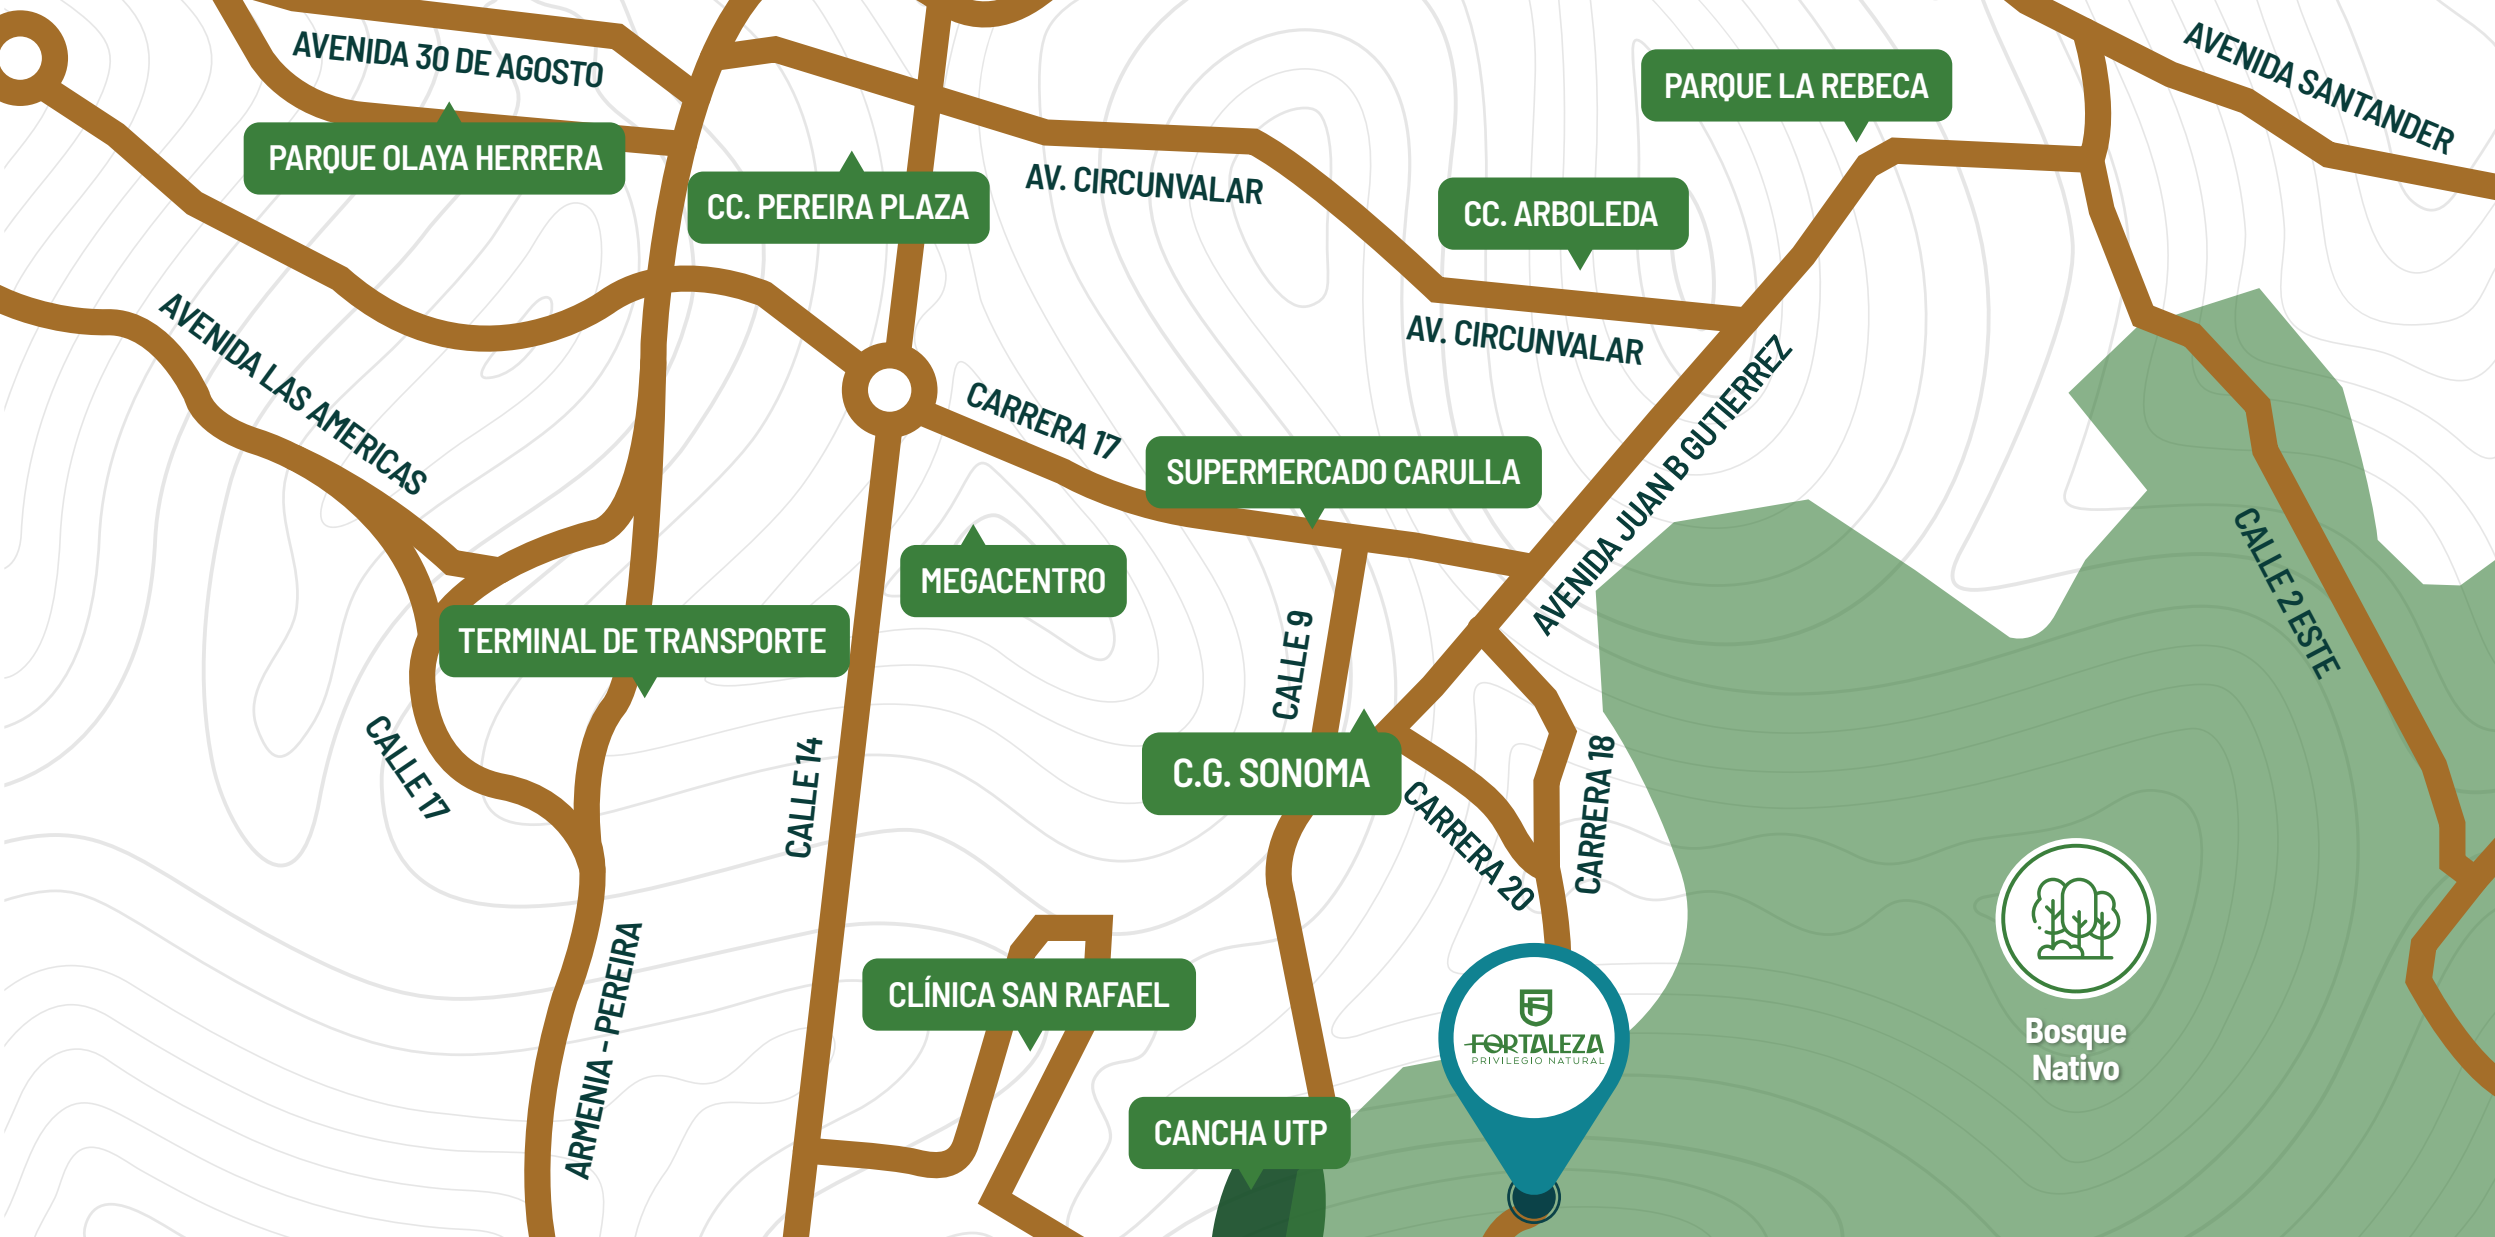 AVENIDA 30 DE AGOSTO
AVENIDA SANTANDER
PARQUE LA REBECA
PARQUE OLAYA HERRERA
CC. PEREIRA PLAZA
AV. CIRCUNVALAR
CC. ARBOLEDA
AV. CIRCUNVALAR
AVENIDA LAS AMERICAS
CARRERA 17
AVENIDA JUAN B GUTIERREZ
SUPERMERCADO CARULLA
MEGACENTRO
CALLE 2 ESTE
TERMINAL DE TRANSPORTE
CALLE 9
CALLE 17
CALLE 14
C.G. SONOMA
CARRERA 20
CARRERA 18
ARMENIA - PEREIRA
CLÍNICA SAN RAFAEL
FORTALEZA
PRIVILEGIO NATURAL
Bosque
Nativo
CANCHA UTP